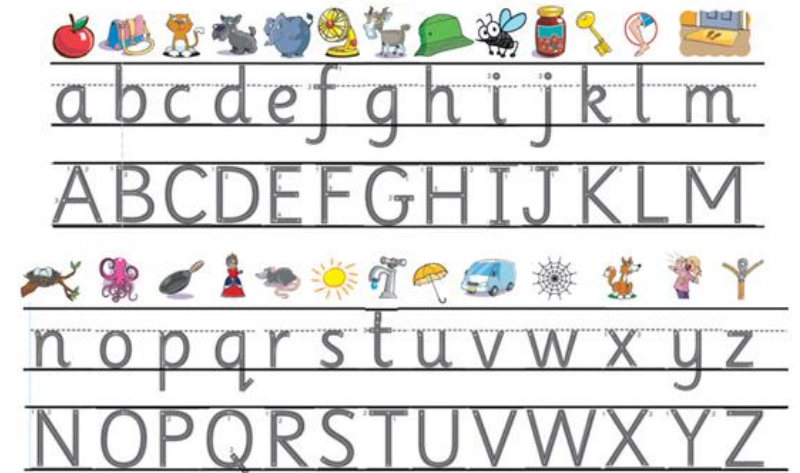 a b c d e f g h i j k l m
A B C D E F G H I J K L M
n o p q r s t u v w x y z
N O P Q R S T U V W X Y Z